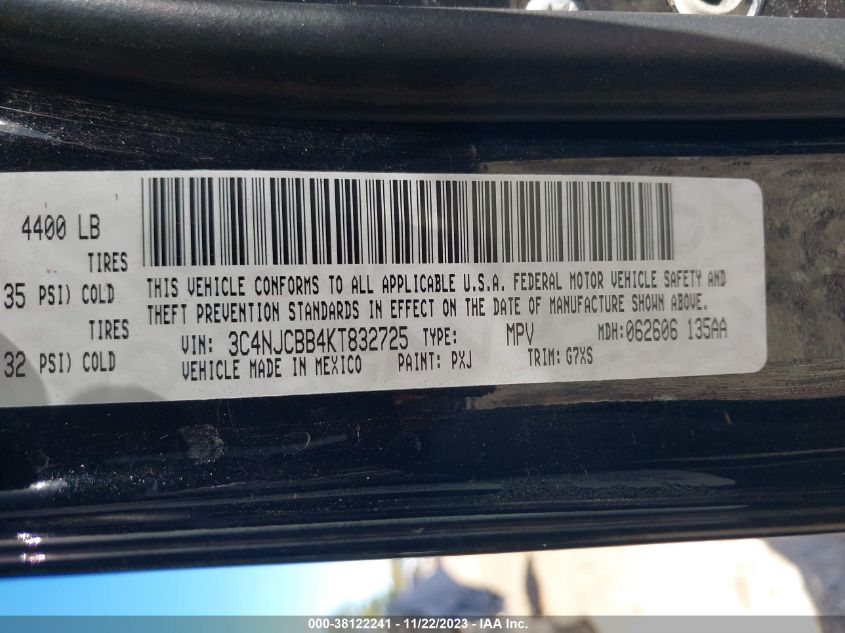 4400 LB
TIRES
35 PSI) COLD
THIS VEHICLE CONFORMS TO ALL APPLICABLE U.S.A. FEDERAL MOTOR VEHICLE SAFETY AND
THEFT PREVENTION STANDARDS IN EFFECT ON THE DATE OF MANUFACTURE SHOWN ABOVE.
TIRES
32 PSI) COLD
VIN: 3C4NJCBB4KT832725 TYPE: MPV MDH:062606 135AA
VEHICLE MADE IN MEXICO PAINT: PXJ TRIM: G7XS
000-38122241 - 11/22/2023 - IAA Inc.